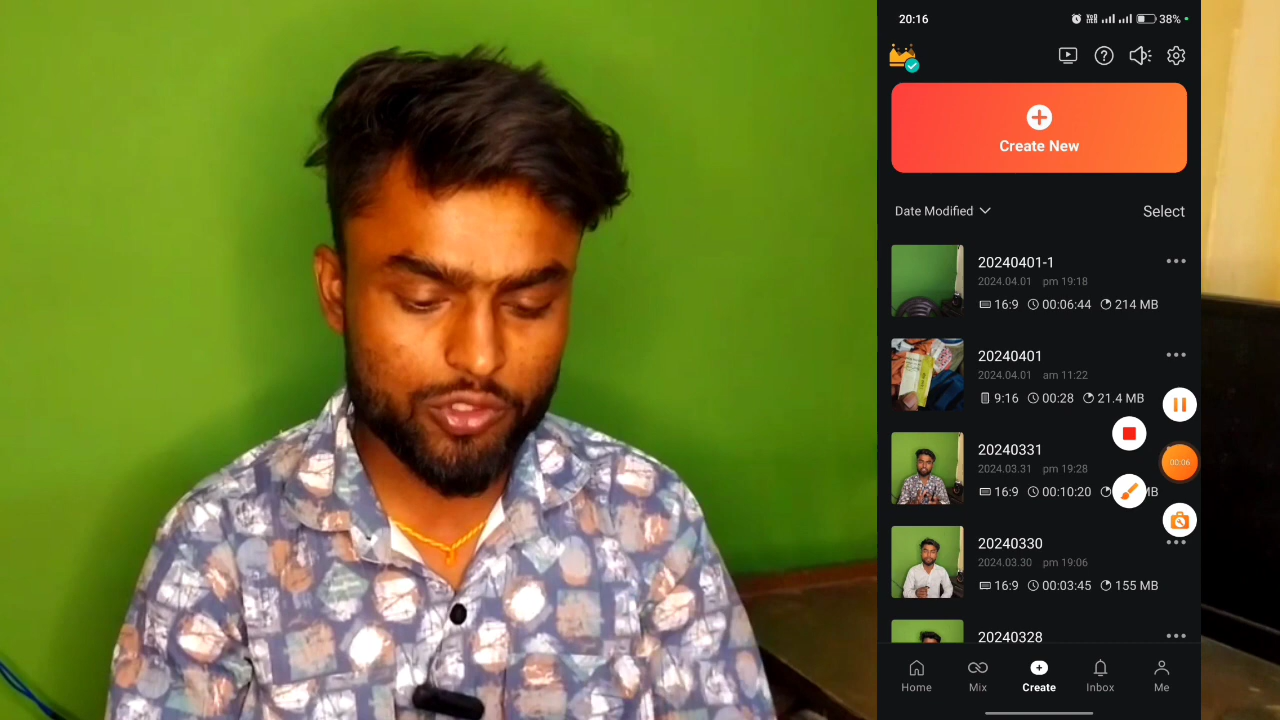 20:16
38%
Create New
Date Modified
Select
20240401-1
2024.04.01 pm 19:18
16:9 00:06:44 214 MB
20240401
2024.04.01 am 11:22
9:16 00:28 21.4 MB
20240331
2024.03.31 pm 19:28
16:9 00:10:20 MB
00:06
20240330
2024.03.30 pm 19:06
16:9 00:03:45 155 MB
20240328
Home Mix Create Inbox Me